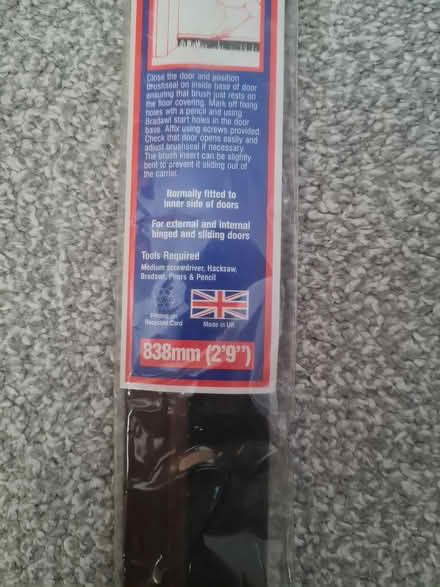 Close the door and position
brushseal on inside base of door
ensuring that brush just rests on
the floor covering. Mark off fixing
holes with a pencil and using
Bradawl start holes in the door
base. Affix using screws provided.
Check that door opens easily and
adjust brushseal if necessary.
The brush insert can be slightly
bent to prevent it sliding out of
the carrier.
Normally fitted to
inner side of doors
For external and internal
hinged and sliding doors
Tools Required
Medium screwdriver, Hacksaw,
Bradawl, Pliers & Pencil
Printed on
Recycled Card
Made in UK
838mm (2'9")